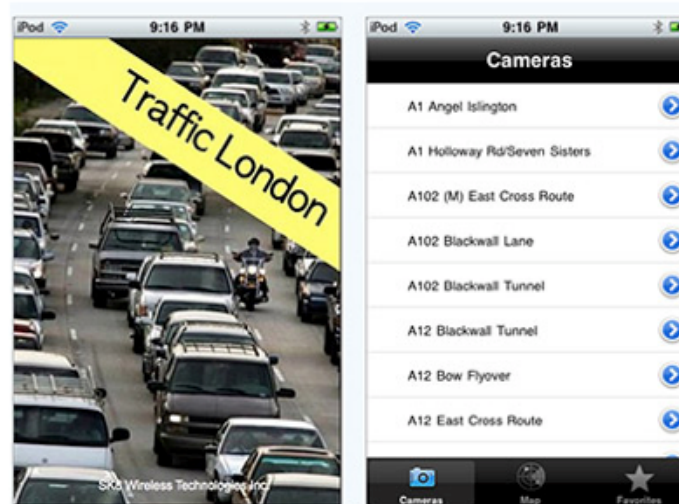 iPod 9:16 PM
Traffic London
SK8 Wireless Technologies Inc.
iPod 9:16 PM
Cameras
A1 Angel Islington
A1 Holloway Rd/Seven Sisters
A102 (M) East Cross Route
A102 Blackwall Lane
A102 Blackwall Tunnel
A12 Blackwall Tunnel
A12 Bow Flyover
A12 East Cross Route
Cameras Map Favorites